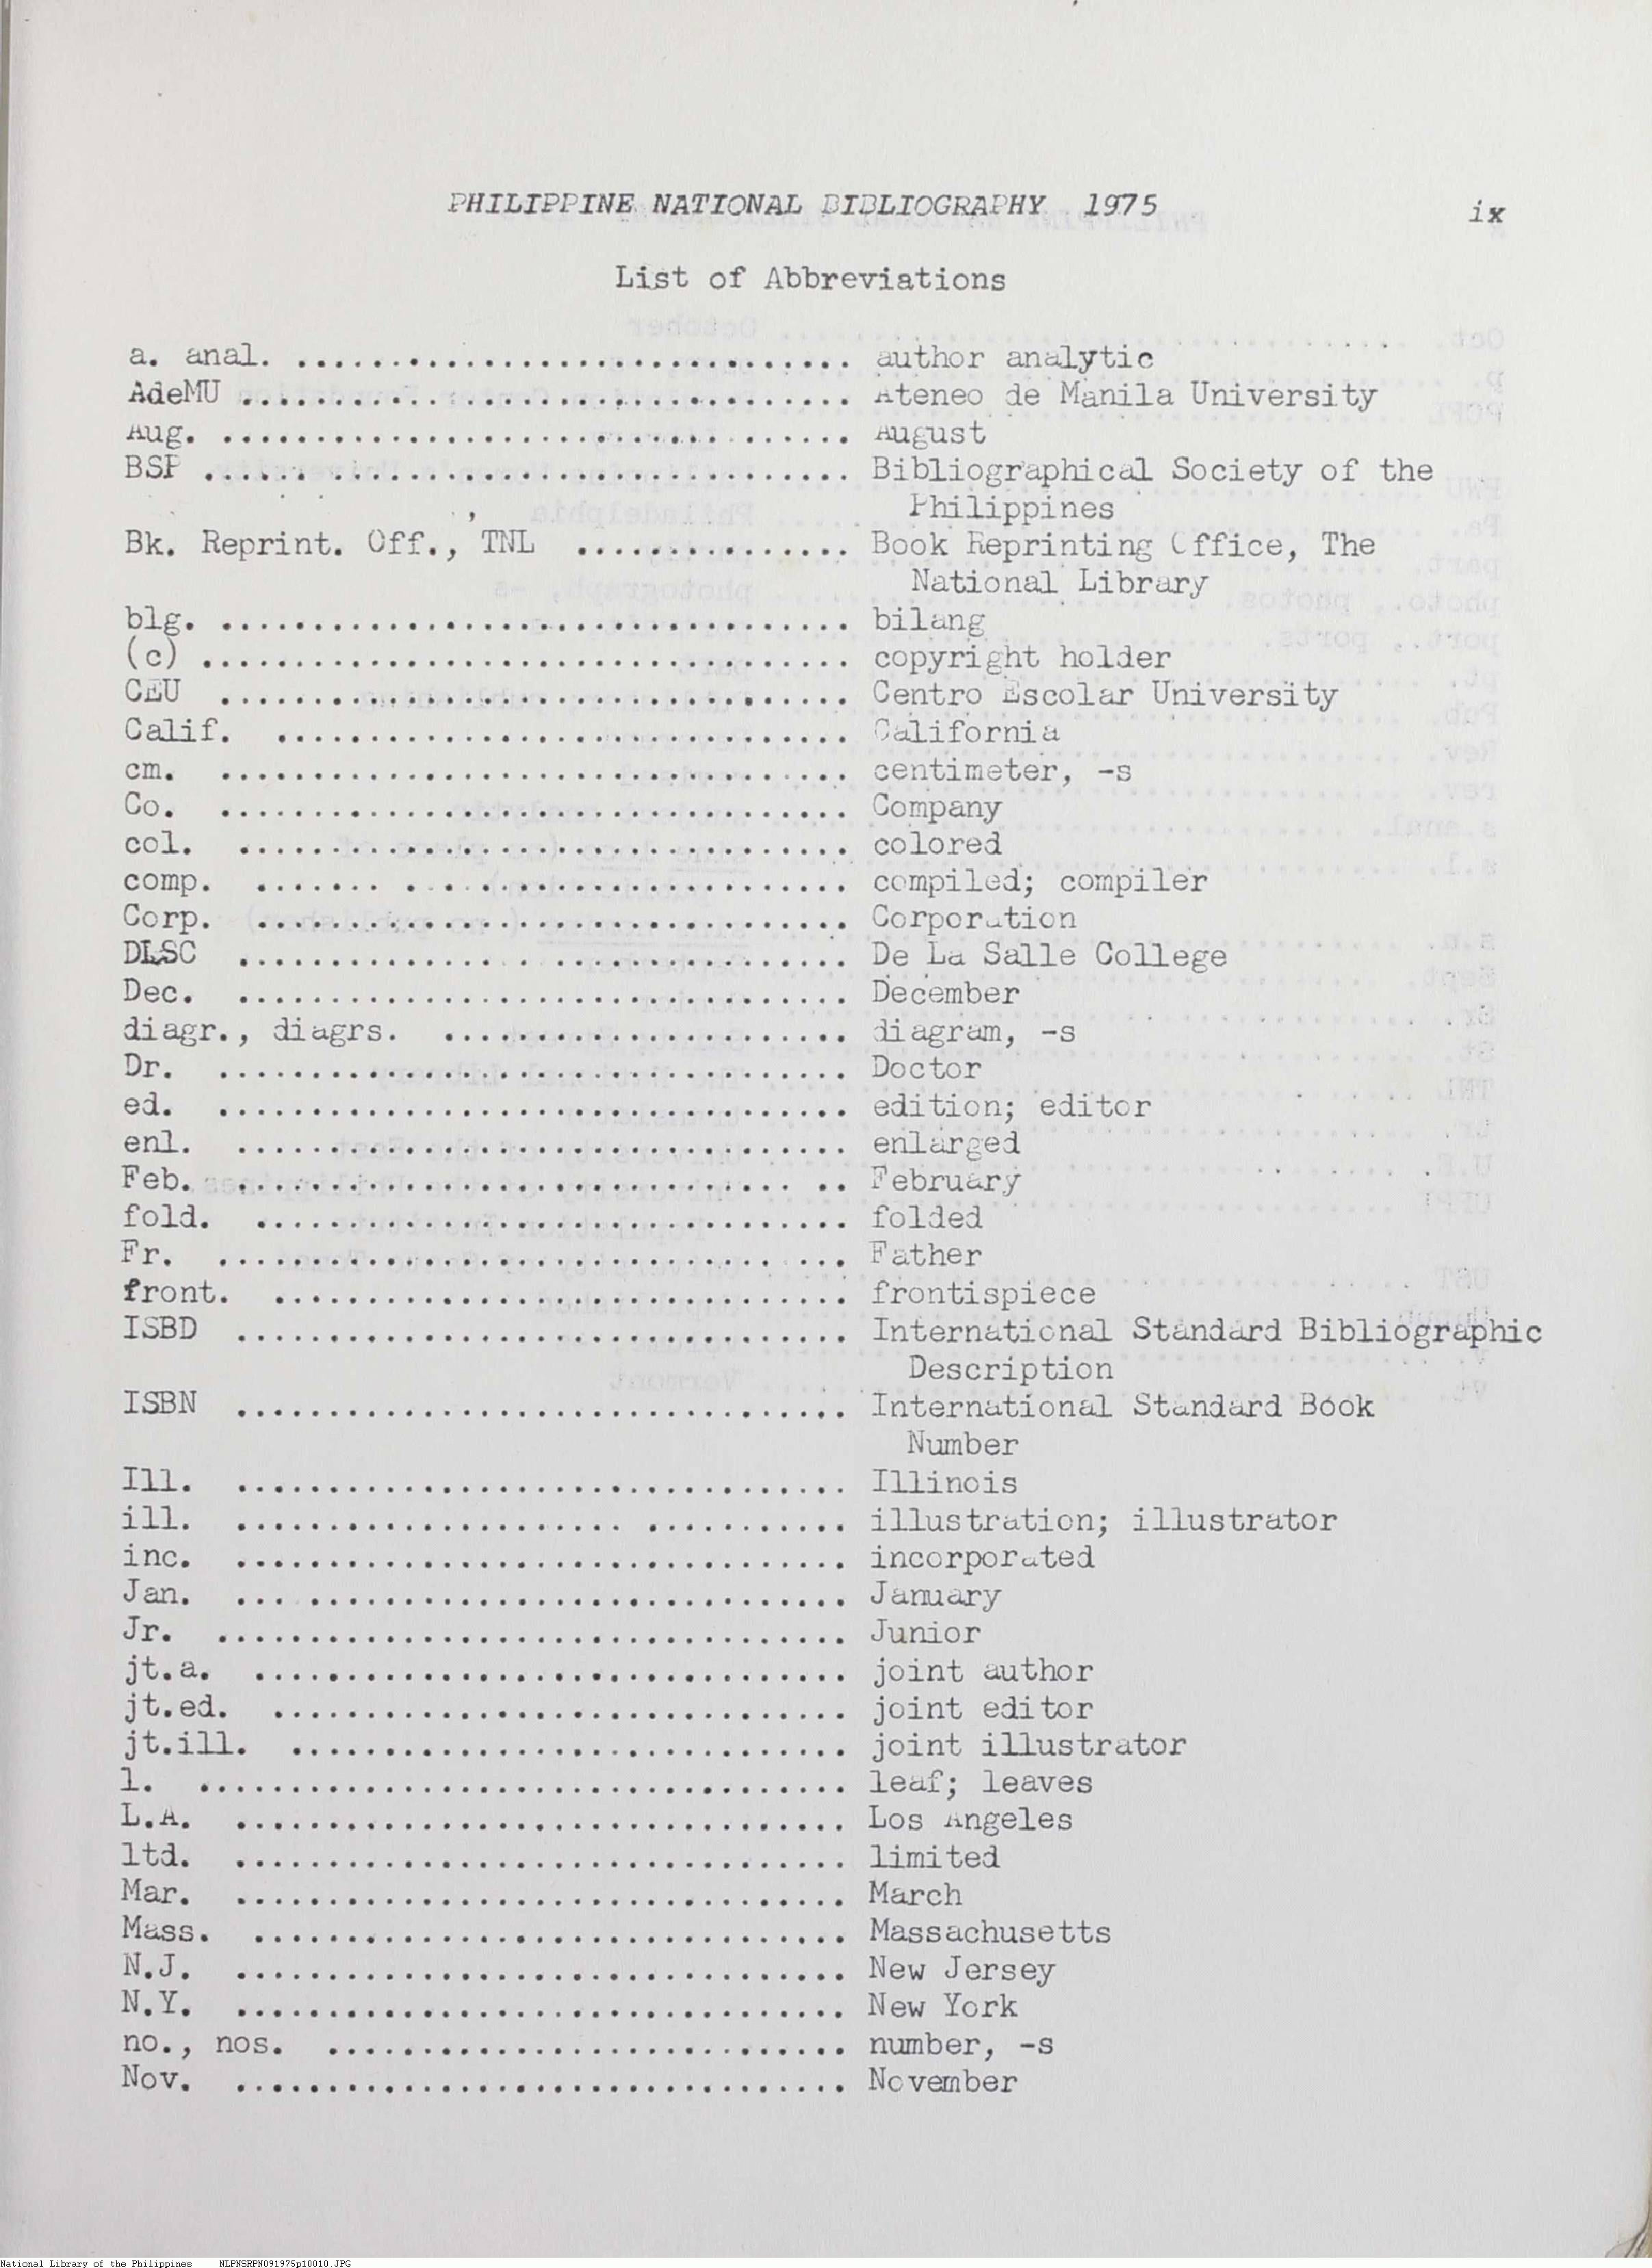 PHILIPPINE NATIONAL BIBLIOGRAPHY 1975 ix
List of Abbreviations
a. anal. .............................. author analytic
AdeMU ................................. Ateneo de Manila University
Aug. .................................. August
BSP ................................... Bibliographical Society of the
Philippines
Bk. Reprint. Off., TNL ............... Book Reprinting Office, The
National Library
blg. .................................. bilang
(c) ................................... copyright holder
CEU .................................. Centro Escolar University
Calif. ............................... California
cm. .................................. centimeter, -s
Co. .................................. Company
col. ................................. colored
comp. ................................ compiled; compiler
Corp. ................................ Corporation
DLSC ................................. De La Salle College
Dec. ................................. December
diagr., diagrs. ...................... diagram, -s
Dr. .................................. Doctor
ed. .................................. edition; editor
enl. ................................. enlarged
Feb. ................................. February
fold. ................................ folded
Fr. .................................. Father
front. ............................... frontispiece
ISBD ................................. International Standard Bibliographic
Description
ISBN ................................. International Standard Book
Number
Ill. ................................. Illinois
ill. ................................. illustration; illustrator
inc. ................................. incorporated
Jan. ................................. January
Jr. .................................. Junior
jt.a. ................................ joint author
jt.ed. ............................... joint editor
jt.ill. .............................. joint illustrator
l. ................................... leaf; leaves
L.A. ................................. Los Angeles
ltd. ................................. limited
Mar. ................................. March
Mass. ................................ Massachusetts
N.J. ................................. New Jersey
N.Y. ................................. New York
no., nos. ............................ number, -s
Nov. ................................. November
National Library of the Philippines NLPNSRPN091975p10010.JPG